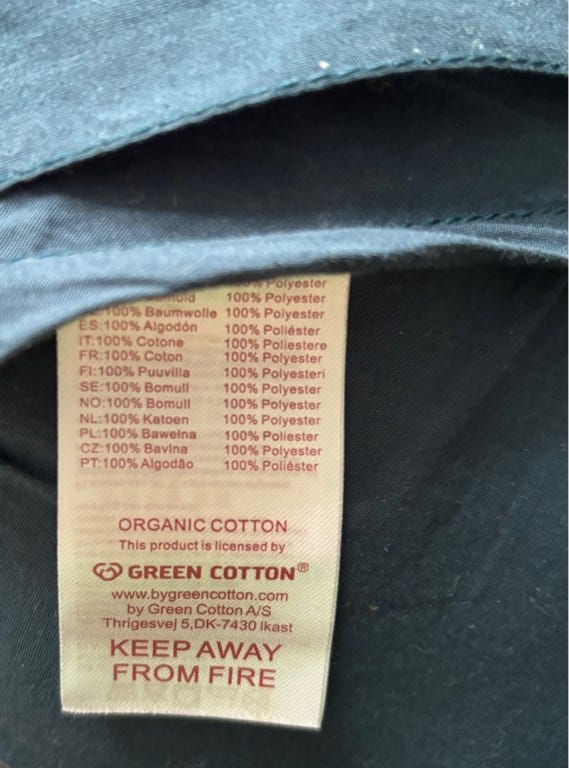 100% Polyester
100% Polyester
100% Baumwolle 100% Polyester
ES:100% Algodón 100% Poliéster
IT:100% Cotone 100% Poliestere
FR:100% Coton 100% Polyester
FI:100% Puuvilla 100% Polyesteri
SE:100% Bomull 100% Polyester
NO:100% Bomull 100% Polyester
NL:100% Katoen 100% Polyester
PL:100% Bawełna 100% Poliester
CZ:100% Bavlna 100% Polyester
PT:100% Algodão 100% Poliéster
ORGANIC COTTON
This product is licensed by
GREEN COTTON®
www.bygreencotton.com
by Green Cotton A/S
Thrigesvej 5,DK-7430 Ikast
KEEP AWAY
FROM FIRE